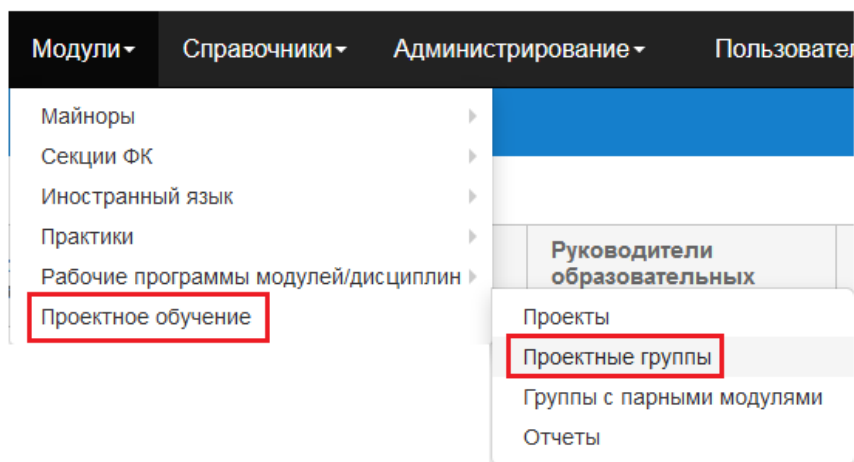 Модули Справочники Администрирование
Майноры
Секции ФК
Иностранный язык
Практики
Рабочие программы модулей/дисциплин
Проектное обучение
Руководители
образовательных
Проекты
Проектные группы
Группы с парными модулями
Отчеты